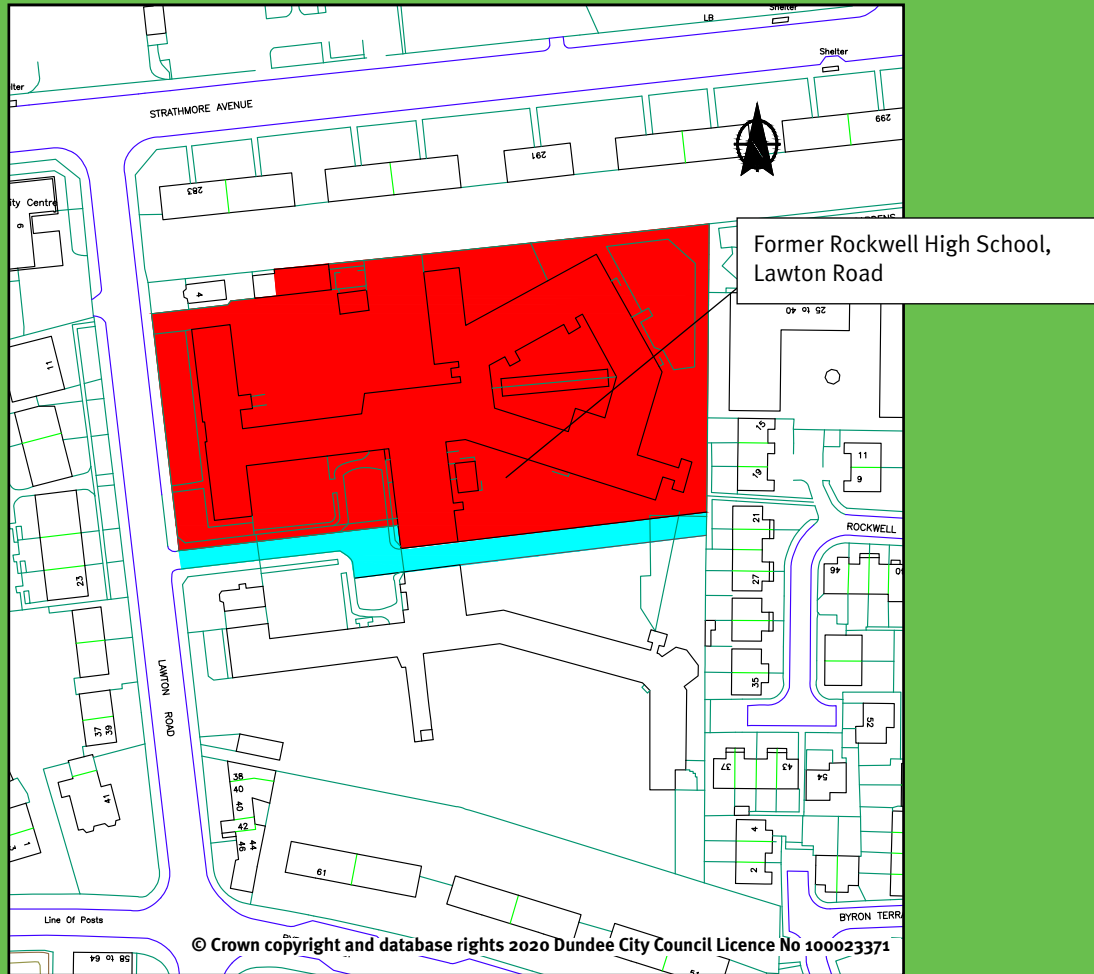 Shelter
LB
Shelter
lter
STRATHMORE AVENUE
299
291
283
ity Centre
9
Former Rockwell High School,
Lawton Road
4
25 to 40
11
15
19
11
9
21
ROCKWELL
46
23
27
35
LAWTON
ROAD
52
37
39
37
43
54
38
40
41
40
42
44
46
4
2
1
61
Line Of Posts
BYRON TERRA
© Crown copyright and database rights 2020 Dundee City Council Licence No 100023371
58 to 64
51